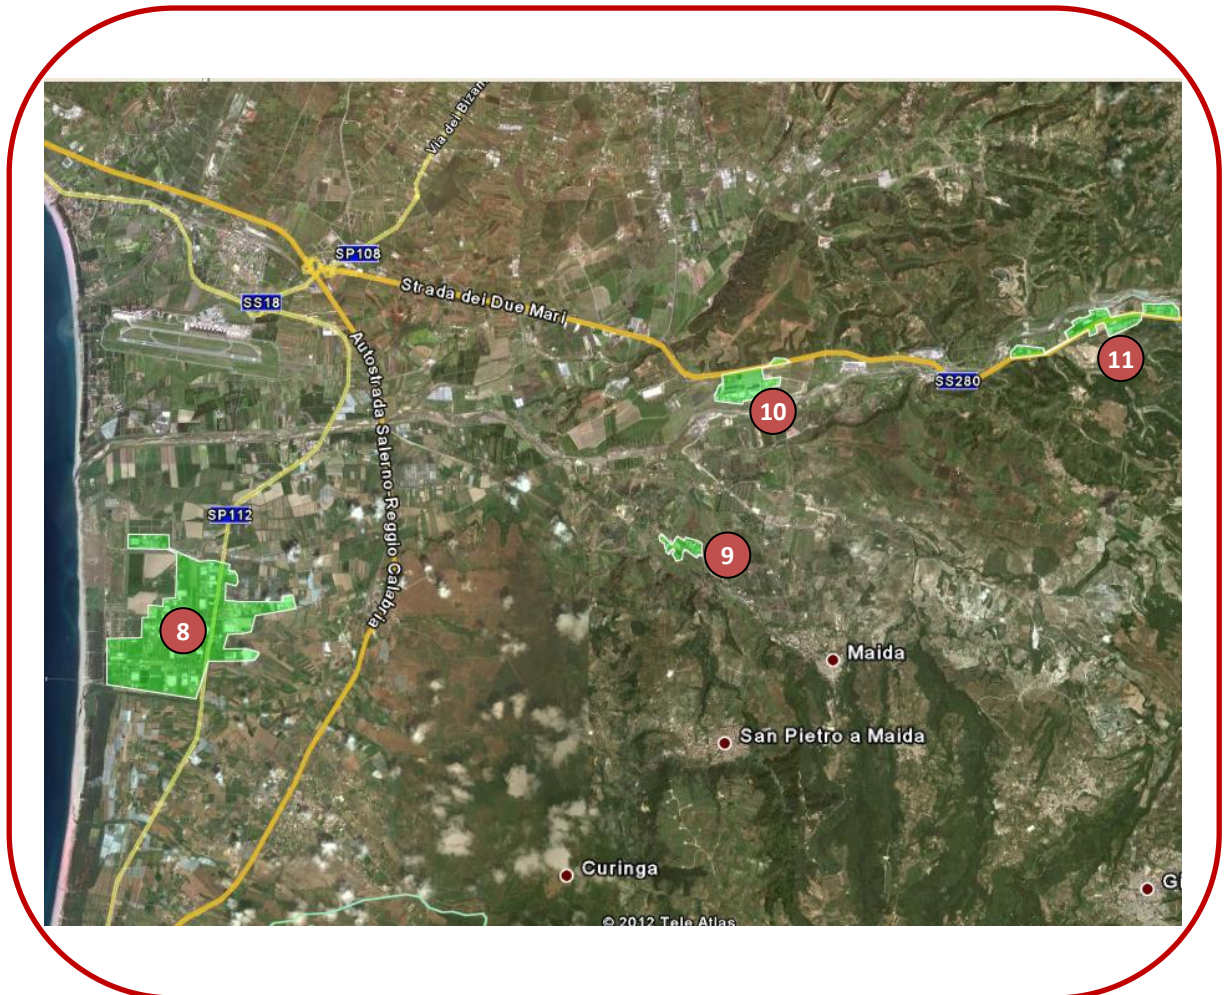 Via dei Bizan
SP108
SS18
Strada dei Due Mari
Autostrada Salerno-Reggio Calabria
11
SS280
10
SP112
9
8
Maida
San Pietro a Maida
Curinga
Gi
© 2012 Tele Atlas